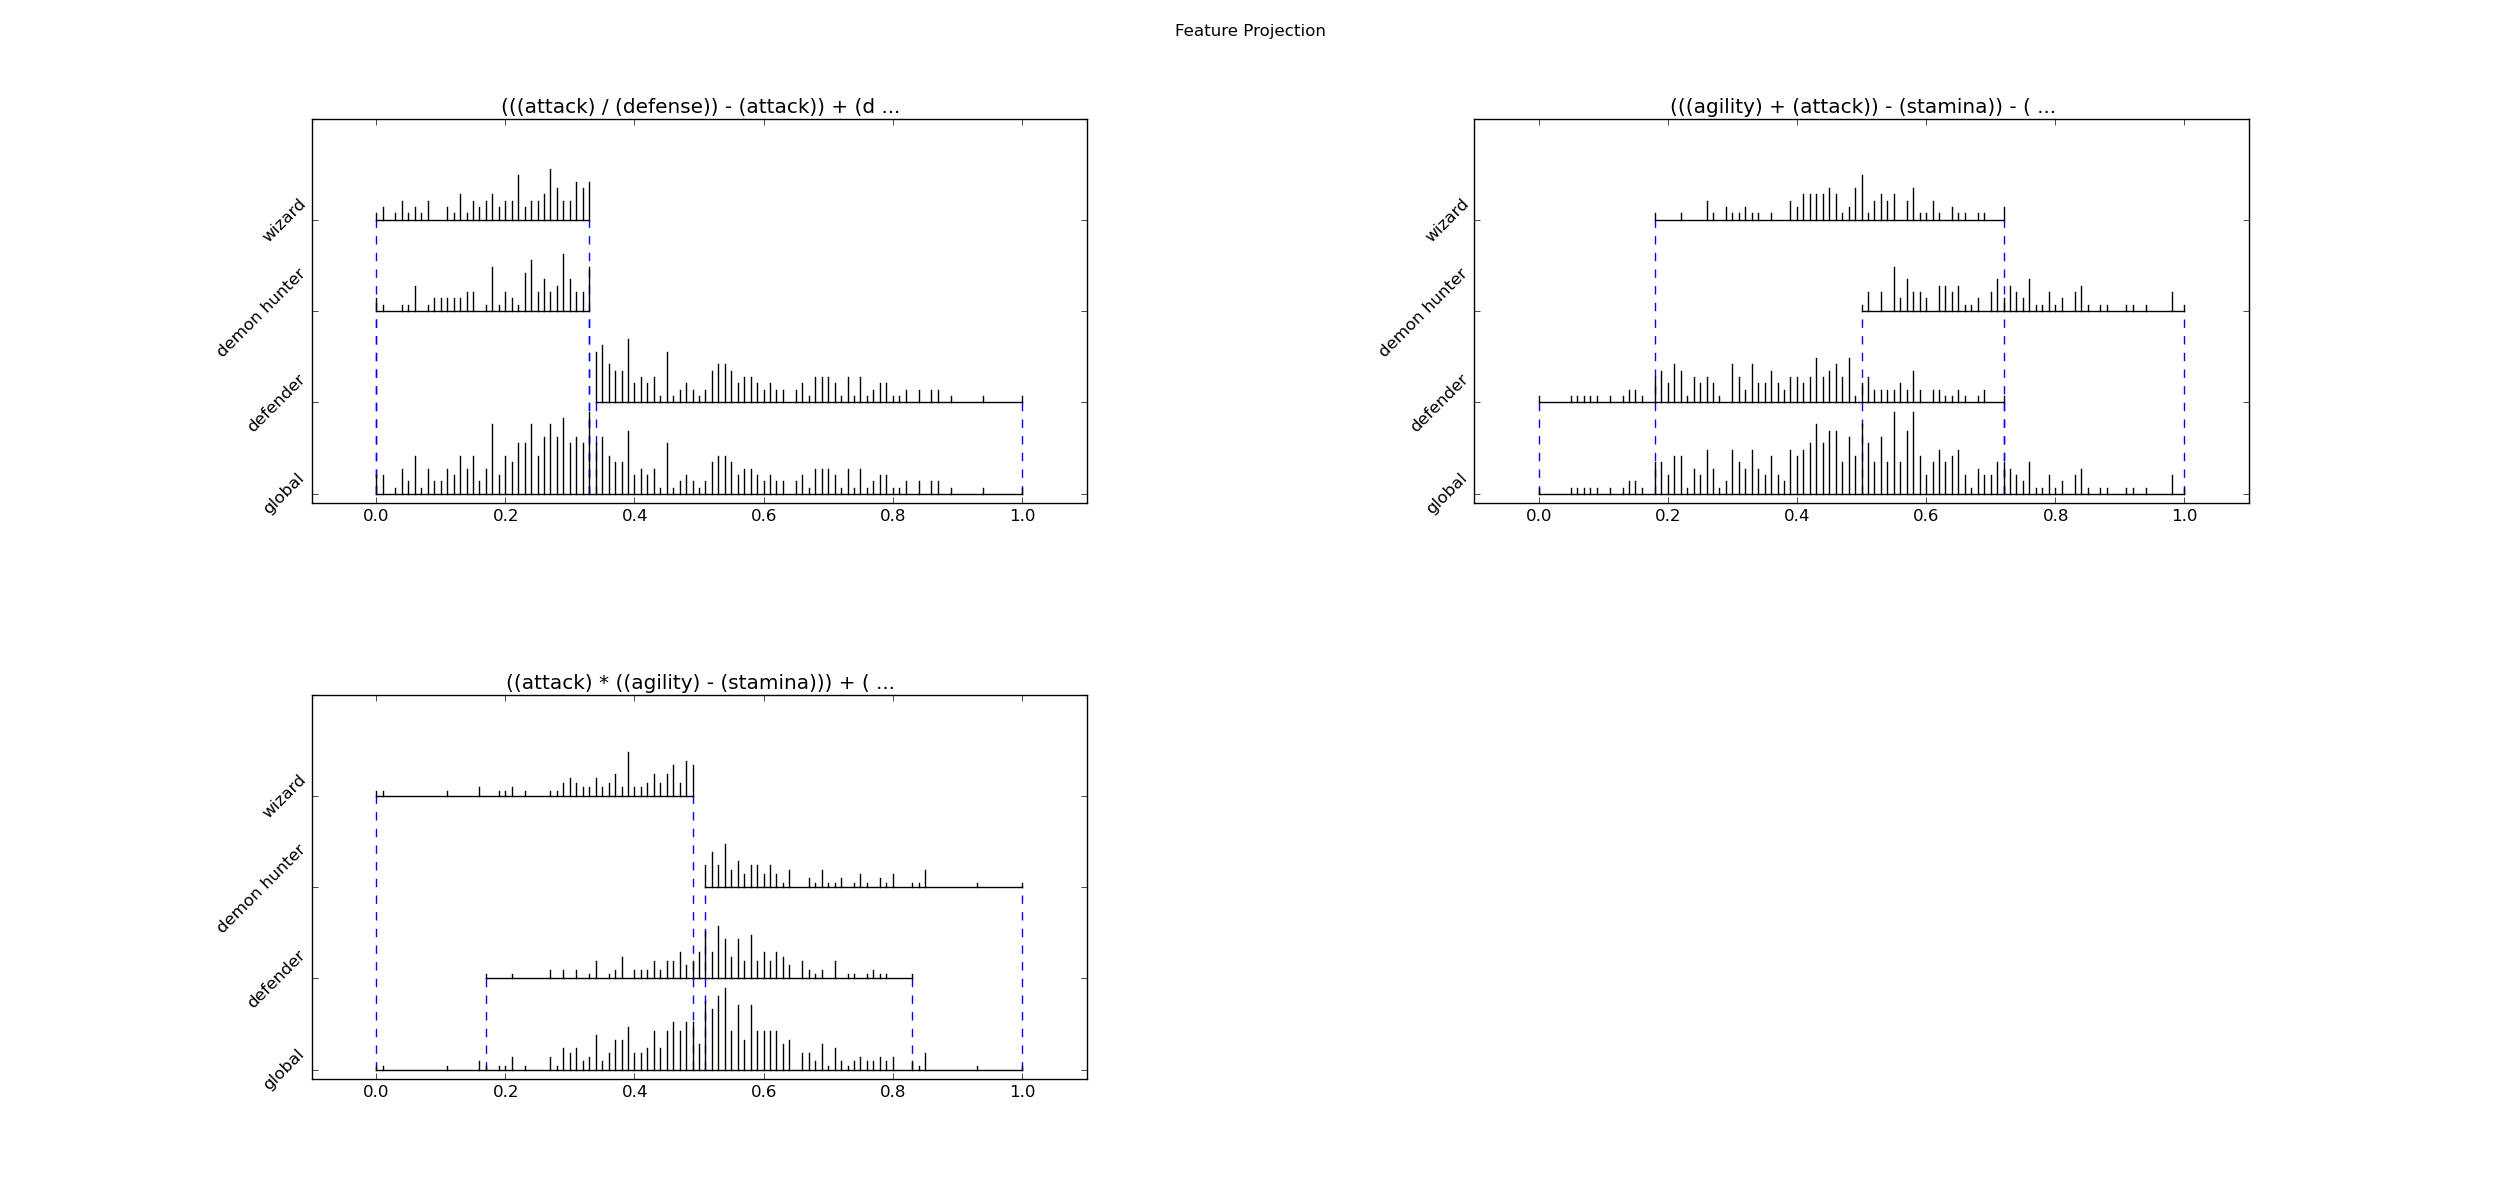 Feature Projection
(((attack) / (defense)) - (attack)) + (d ...
wizard
demon hunter
defender
global
0.0 0.2 0.4 0.6 0.8 1.0
(((agility) + (attack)) - (stamina)) - ( ...
wizard
demon hunter
defender
global
0.0 0.2 0.4 0.6 0.8 1.0
((attack) * ((agility) - (stamina))) + ( ...
wizard
demon hunter
defender
global
0.0 0.2 0.4 0.6 0.8 1.0